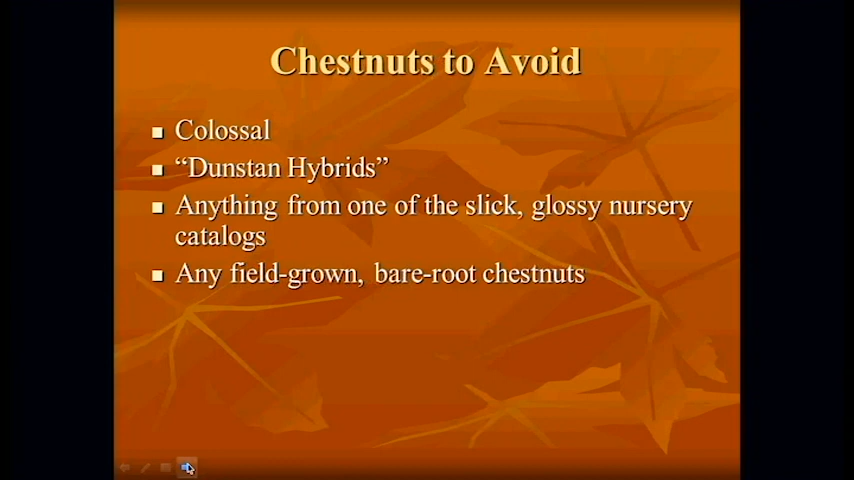 Chestnuts to Avoid
Colossal
“Dunstan Hybrids”
Anything from one of the slick, glossy nursery
catalogs
Any field-grown, bare-root chestnuts